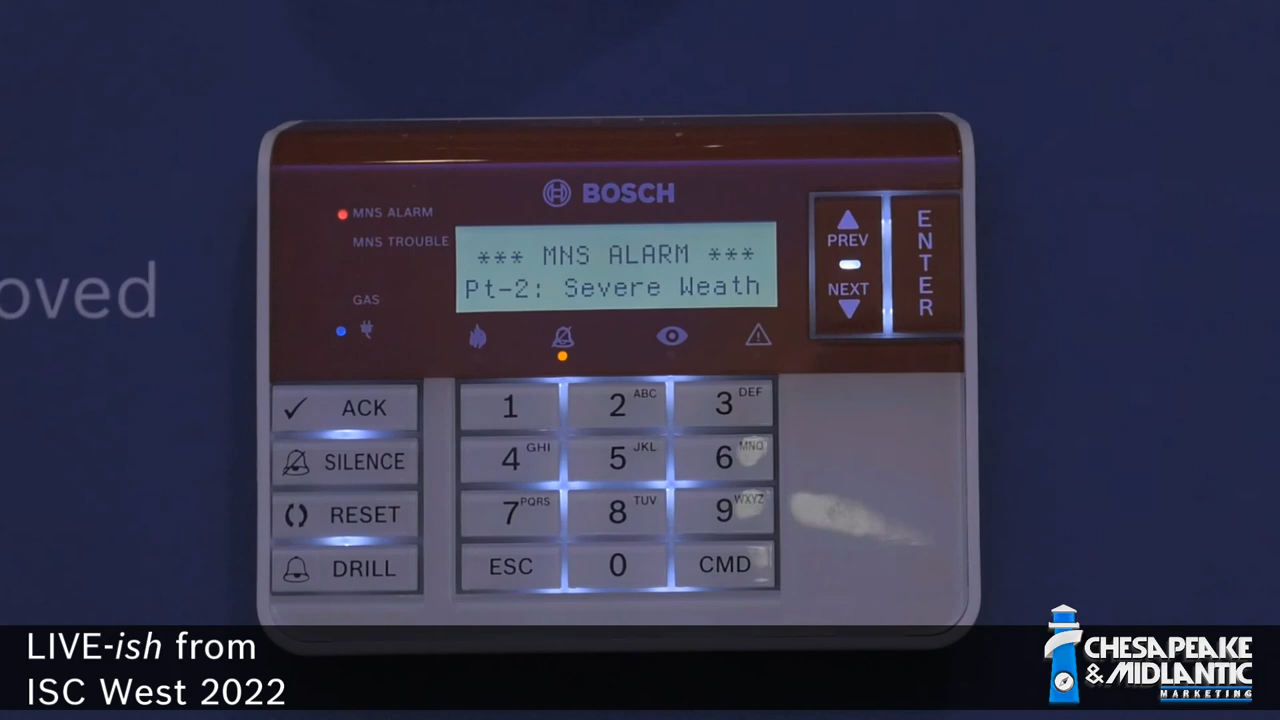 oved
BOSCH
MNS ALARM
MNS TROUBLE
GAS
*** MNS ALARM ***
Pt-2: Severe Weath
PREV
NEXT
ENTER
ACK
SILENCE
RESET
DRILL
1
2 ABC
3 DEF
4 GHI
5 JKL
6 MNO
7 PQRS
8 TUV
9 WXYZ
ESC
0
CMD
LIVE-ish from
ISC West 2022
CHESAPEAKE
& MIDLANTIC
MARKETING